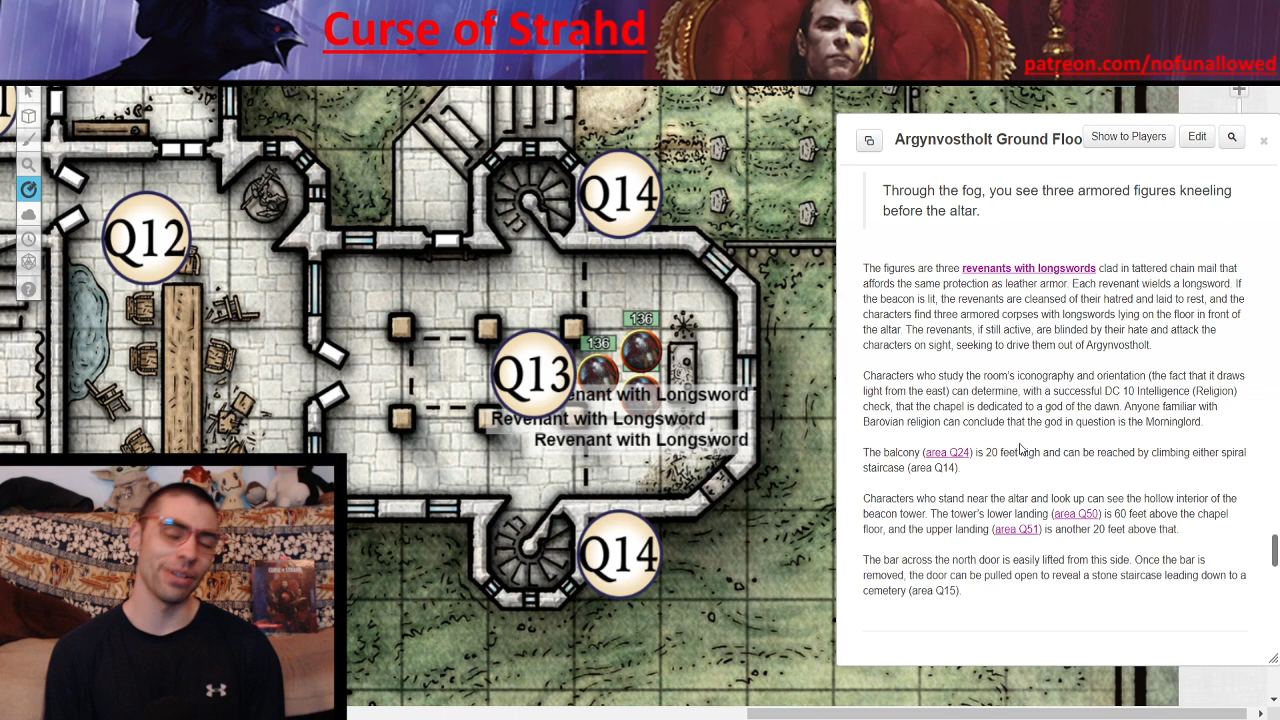 Curse of Strahd
patreon.com/nofunallowed
Argynvostholt Ground Floo
Show to Players
Edit
Through the fog, you see three armored figures kneeling
before the altar.
The figures are three revenants with longswords clad in tattered chain mail that
affords the same protection as leather armor. Each revenant wields a longsword. If
the beacon is lit, the revenants are cleansed of their hatred and laid to rest, and the
characters find three armored corpses with longswords lying on the floor in front of
the altar. The revenants, if still active, are blinded by their hate and attack the
characters on sight, seeking to drive them out of Argynvostholt.
Characters who study the room's iconography and orientation (the fact that it draws
light from the east) can determine, with a successful DC 10 Intelligence (Religion)
check, that the chapel is dedicated to a god of the dawn. Anyone familiar with
Barovian religion can conclude that the god in question is the Morninglord.
The balcony (area Q24) is 20 feet high and can be reached by climbing either spiral
staircase (area Q14).
Characters who stand near the altar and look up can see the hollow interior of the
beacon tower. The tower's lower landing (area Q50) is 60 feet above the chapel
floor, and the upper landing (area Q51) is another 20 feet above that.
The bar across the north door is easily lifted from this side. Once the bar is
removed, the door can be pulled open to reveal a stone staircase leading down to a
cemetery (area Q15).
Q12
Q14
136
136
Q13
enant with Longsword
Revenant with Longsword
Revenant with Longsword
Q14